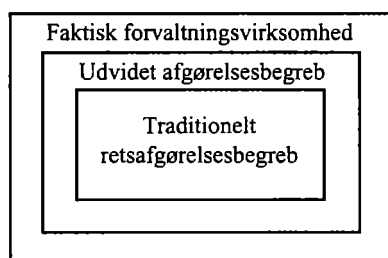 Faktisk forvaltningsvirksomhed
Udvidet afgørelsesbegreb
Traditionelt
retsafgørelsesbegreb